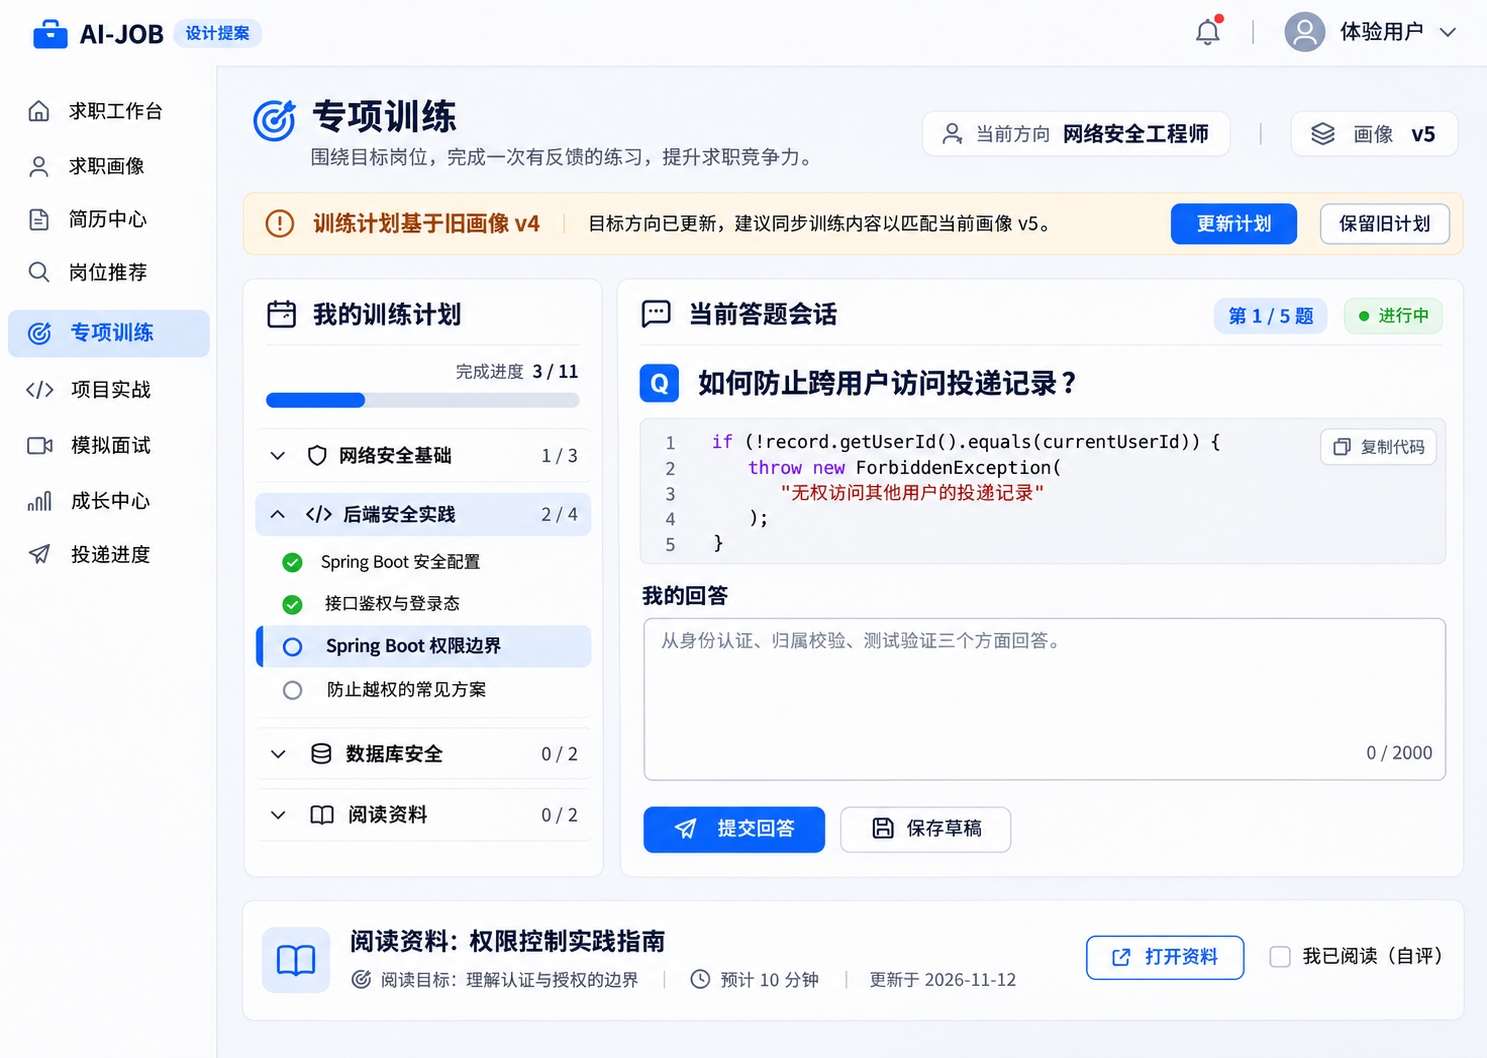 AI-JOB 设计提案
体验用户
求职工作台
求职画像
简历中心
岗位推荐
专项训练
项目实战
模拟面试
成长中心
投递进度
专项训练
围绕目标岗位，完成一次有反馈的练习，提升求职竞争力。
当前方向 网络安全工程师
画像 v5
训练计划基于旧画像 v4
目标方向已更新，建议同步训练内容以匹配当前画像 v5。
更新计划
保留旧计划
我的训练计划
完成进度 3 / 11
网络安全基础 1 / 3
后端安全实践 2 / 4
Spring Boot 安全配置
接口鉴权与登录态
Spring Boot 权限边界
防止越权的常见方案
数据库安全 0 / 2
阅读资料 0 / 2
当前答题会话
第 1 / 5 题
进行中
Q 如何防止跨用户访问投递记录？
1 if (!record.getUserId().equals(currentUserId)) {
2 throw new ForbiddenException(
3 "无权访问其他用户的投递记录"
4 );
5 }
复制代码
我的回答
从身份认证、归属校验、测试验证三个方面回答。
0 / 2000
提交回答
保存草稿
阅读资料：权限控制实践指南
阅读目标：理解认证与授权的边界
预计 10 分钟
更新于 2026-11-12
打开资料
我已阅读（自评）